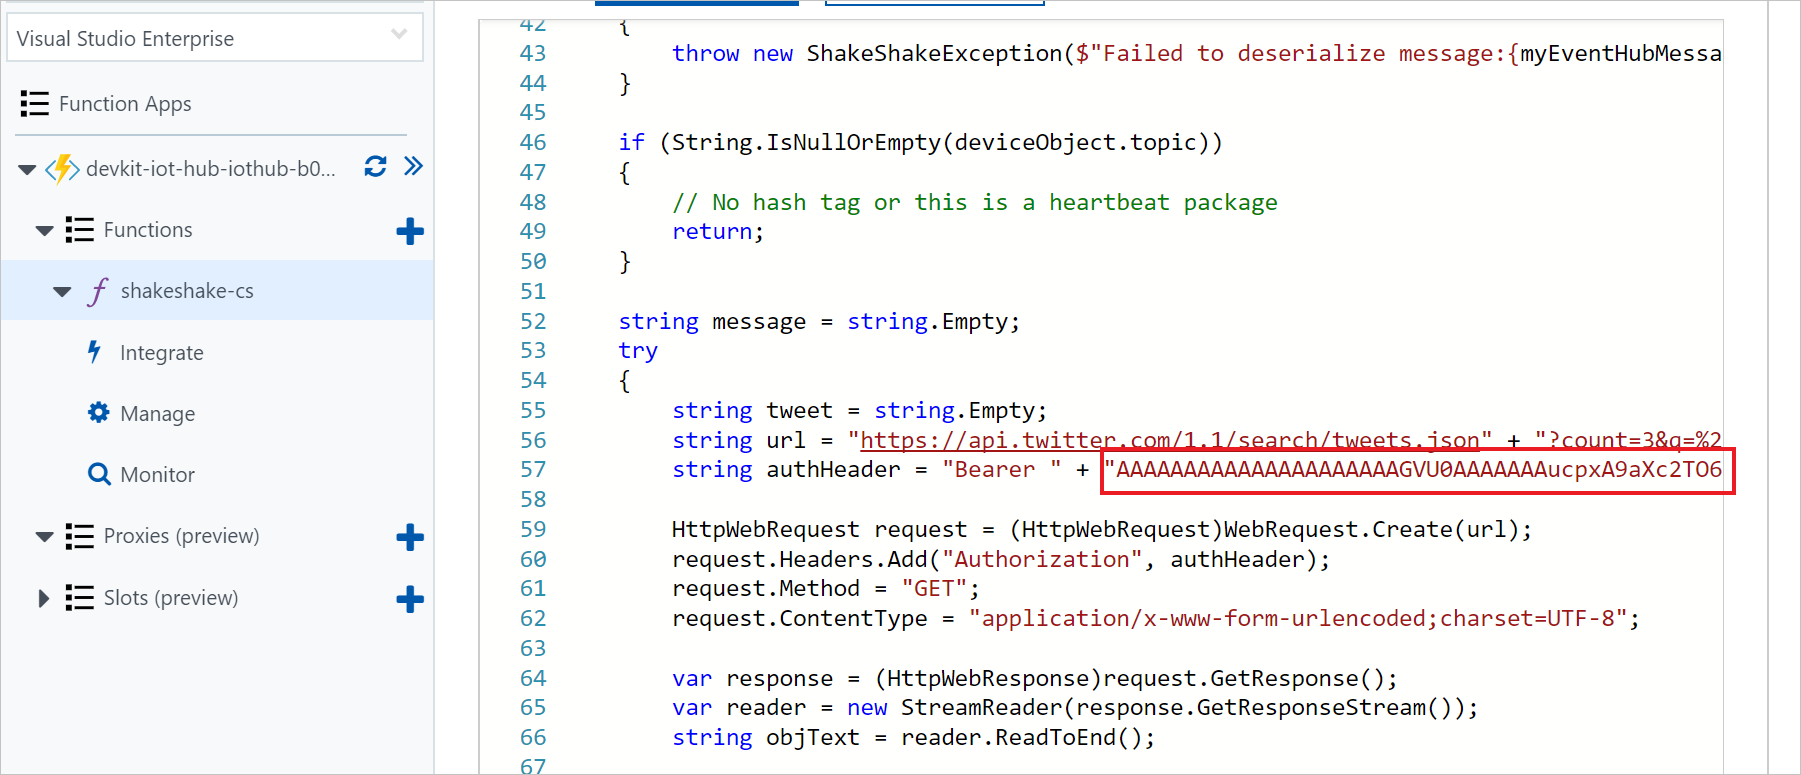 Visual Studio Enterprise
Function Apps
devkit-iot-hub-iothub-b0...
Functions
shakeshake-cs
Integrate
Manage
Monitor
Proxies (preview)
Slots (preview)
42 {
43 throw new ShakeShakeException($"Failed to deserialize message:{myEventHubMessa
44 }
45
46 if (String.IsNullOrEmpty(deviceObject.topic))
47 {
48 // No hash tag or this is a heartbeat package
49 return;
50 }
51
52 string message = string.Empty;
53 try
54 {
55 string tweet = string.Empty;
56 string url = "https://api.twitter.com/1.1/search/tweets.json" + "?count=3&q=%2
57 string authHeader = "Bearer " + "AAAAAAAAAAAAAAAAAAAAAGVU0AAAAAAAucpxA9aXc2TO6
58
59 HttpWebRequest request = (HttpWebRequest)WebRequest.Create(url);
60 request.Headers.Add("Authorization", authHeader);
61 request.Method = "GET";
62 request.ContentType = "application/x-www-form-urlencoded;charset=UTF-8";
63
64 var response = (HttpWebResponse)request.GetResponse();
65 var reader = new StreamReader(response.GetResponseStream());
66 string objText = reader.ReadToEnd();
67